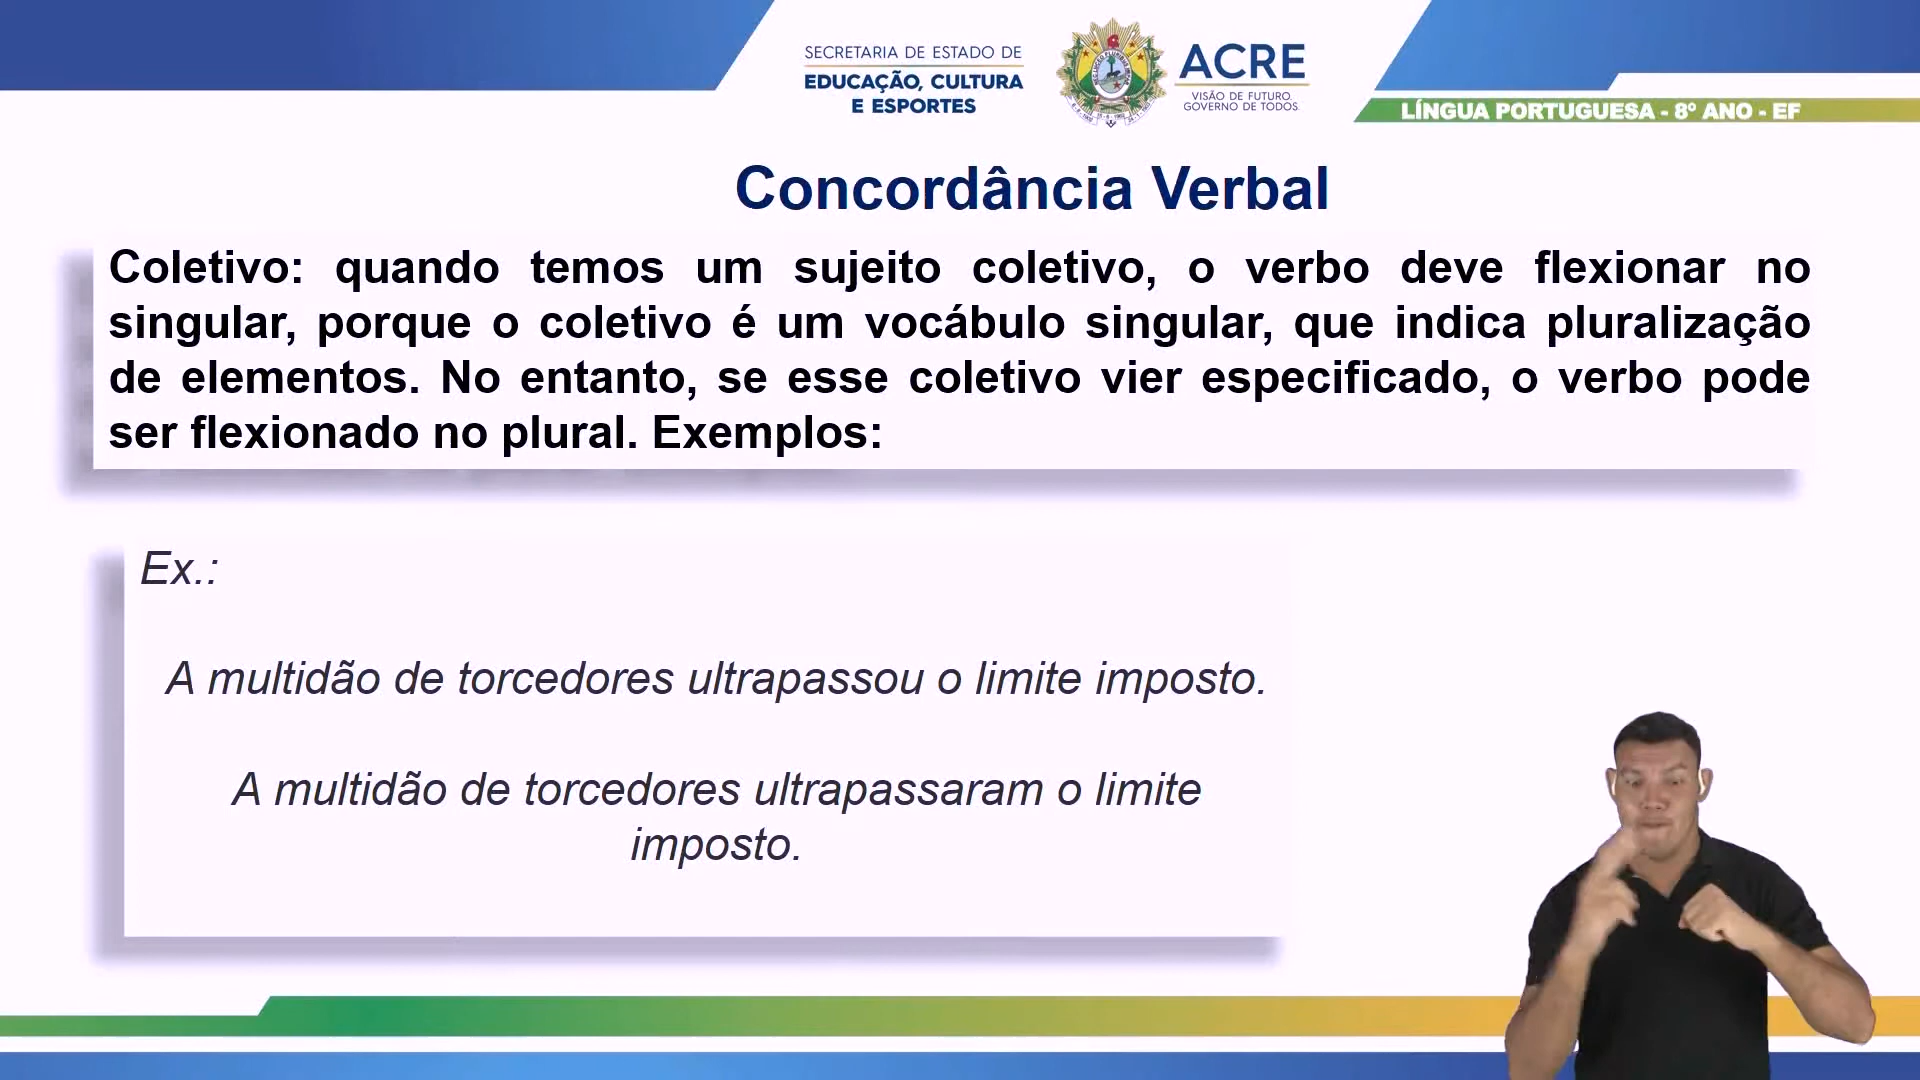 SECRETARIA DE ESTADO DE
EDUCAÇÃO, CULTURA
E ESPORTES
ACRE
VISÃO DE FUTURO.
GOVERNO DE TODOS.
LÍNGUA PORTUGUESA - 8º ANO - EF
Concordância Verbal
Coletivo: quando temos um sujeito coletivo, o verbo deve flexionar no
singular, porque o coletivo é um vocábulo singular, que indica pluralização
de elementos. No entanto, se esse coletivo vier especificado, o verbo pode
ser flexionado no plural. Exemplos:
Ex.:
A multidão de torcedores ultrapassou o limite imposto.
A multidão de torcedores ultrapassaram o limite
imposto.